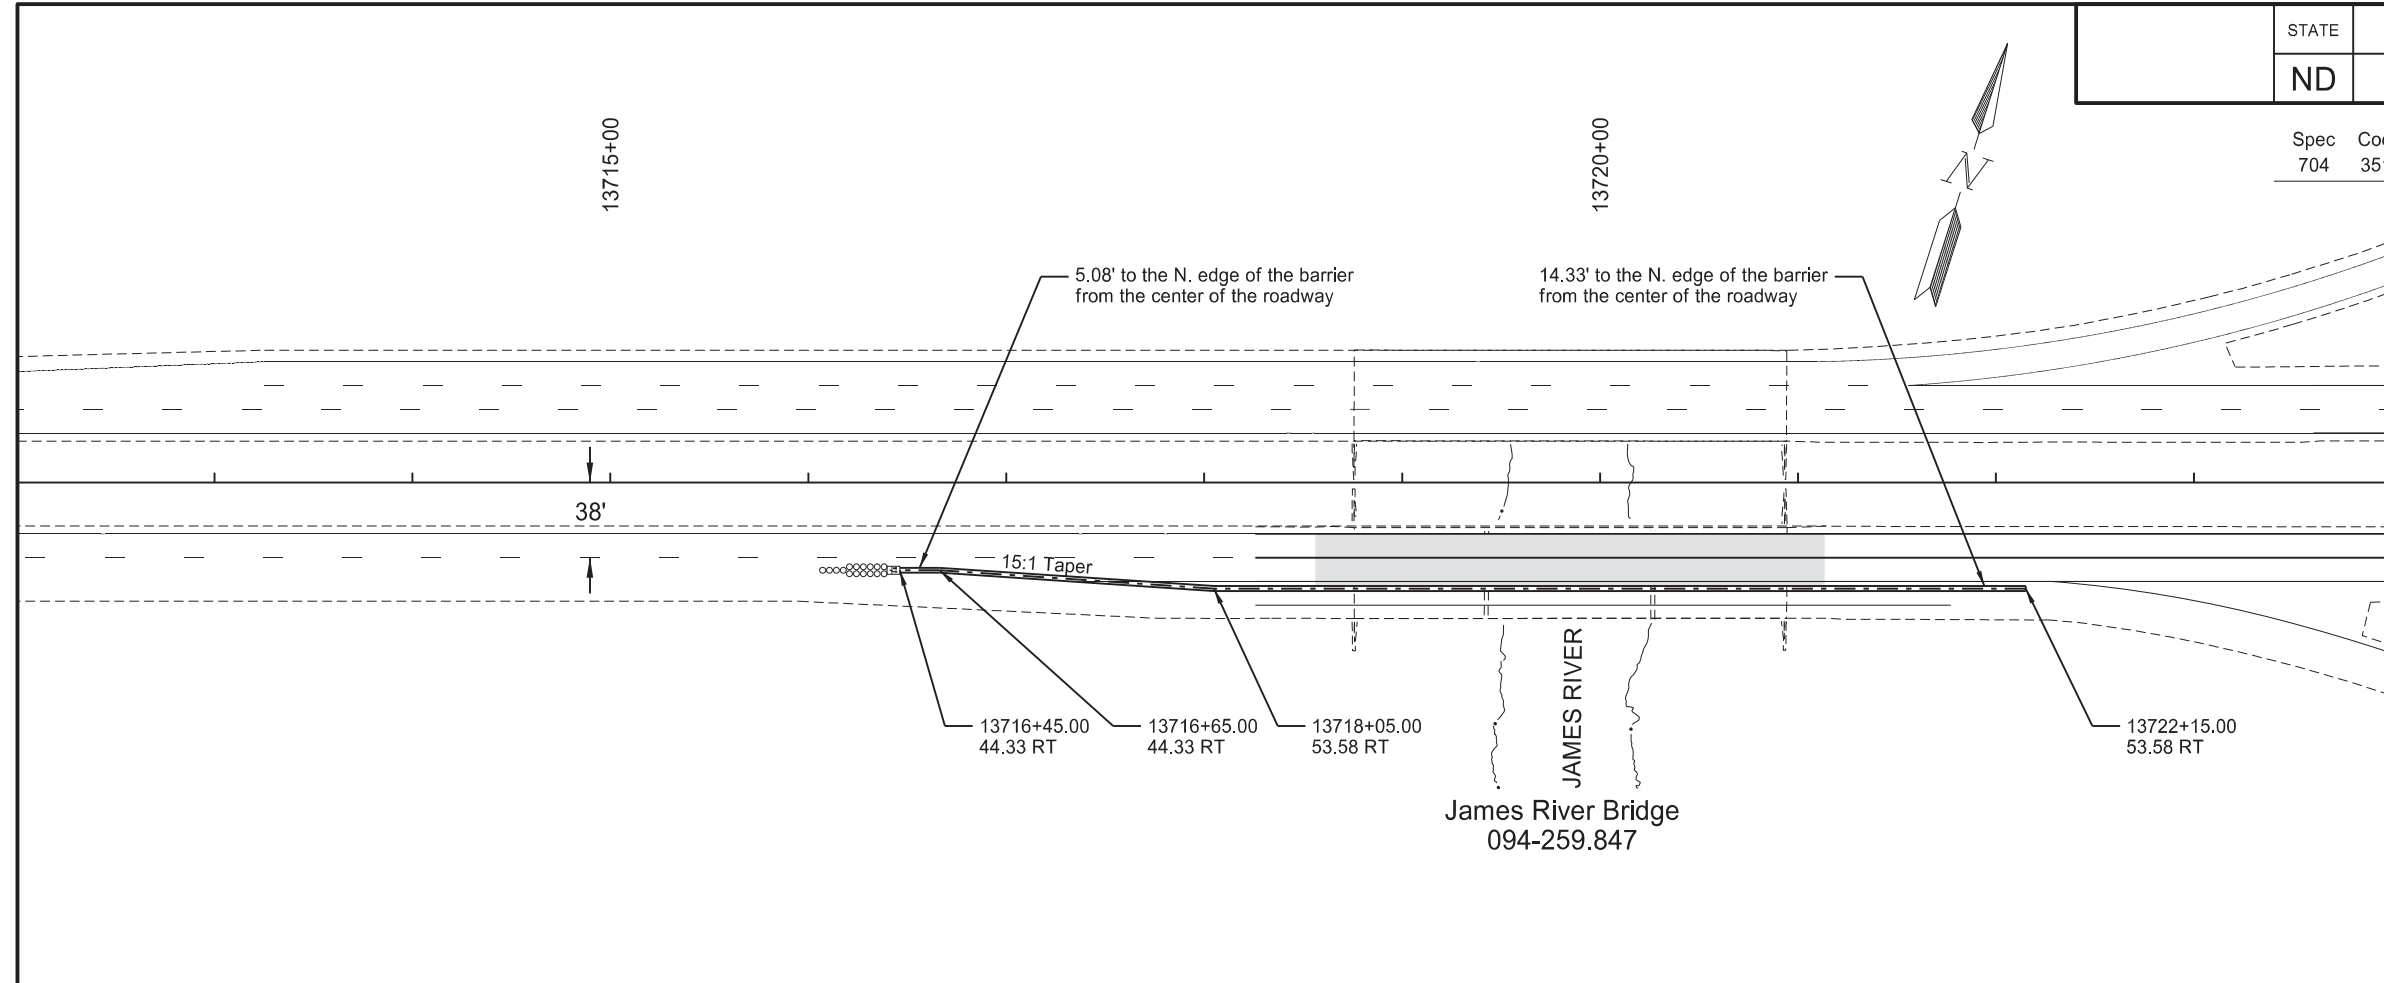 STATE
ND
Spec
704
13715+00
13720+00
N
5.08' to the N. edge of the barrier
from the center of the roadway
14.33' to the N. edge of the barrier
from the center of the roadway
38'
15:1 Taper
13716+45.00
44.33 RT
13716+65.00
44.33 RT
13718+05.00
53.58 RT
JAMES RIVER
13722+15.00
53.58 RT
James River Bridge
094-259.847